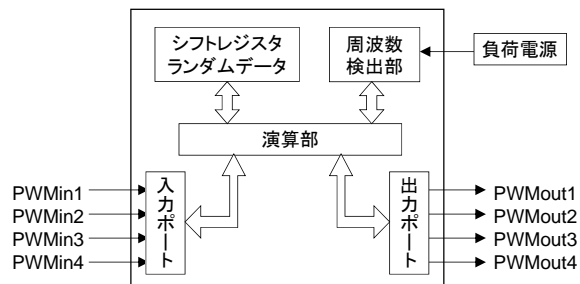 シフトレジスタ
ランダムデータ
周波数
検出部
負荷電源
演算部
PWMin1
PWMin2
PWMin3
PWMin4
入力ポート
出力ポート
PWMout1
PWMout2
PWMout3
PWMout4